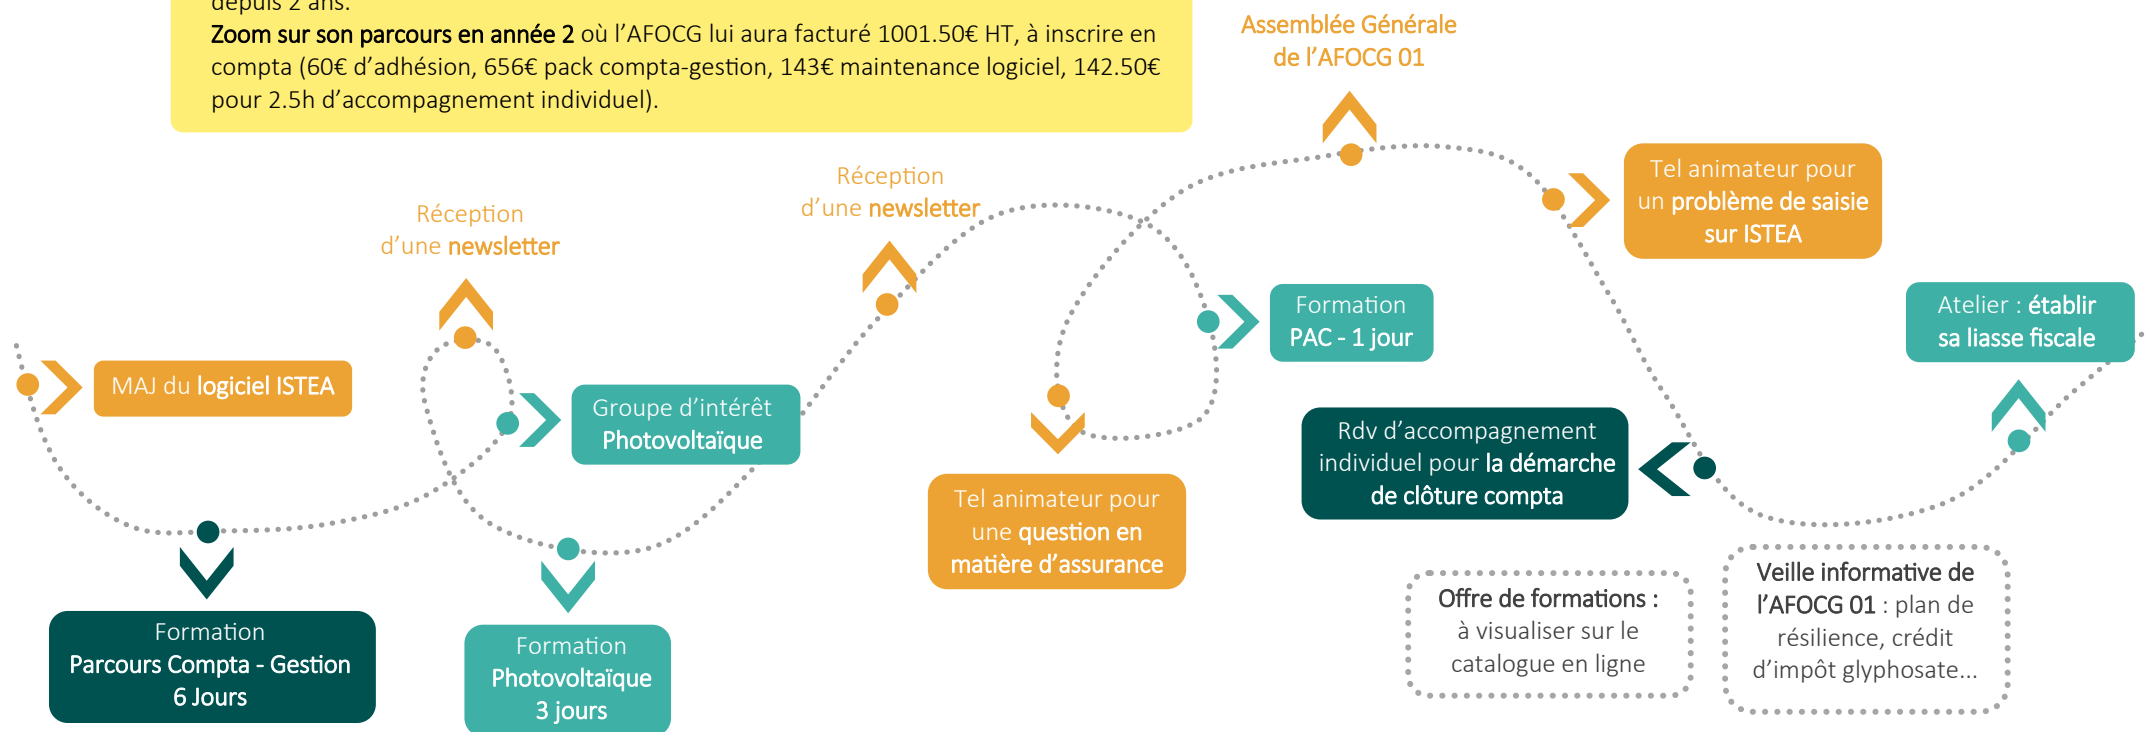 depuis 2 ans.
Zoom sur son parcours en année 2 où l'AFOCG lui aura facturé 1001.50€ HT, à inscrire en
compta (60€ d'adhésion, 656€ pack compta-gestion, 143€ maintenance logiciel, 142.50€
pour 2.5h d'accompagnement individuel).
MAJ du logiciel ISTEA
Formation
Parcours Compta - Gestion
6 Jours
Réception
d'une newsletter
Groupe d'intérêt
Photovoltaïque
Formation
Photovoltaïque
3 jours
Réception
d'une newsletter
Formation
PAC - 1 jour
Tel animateur pour
une question en
matière d'assurance
Assemblée Générale
de l'AFOCG 01
Tel animateur pour
un problème de saisie
sur ISTEA
Rdv d'accompagnement
individuel pour la démarche
de clôture compta
Atelier : établir
sa liasse fiscale
Offre de formations :
à visualiser sur le
catalogue en ligne
Veille informative de
l'AFOCG 01 : plan de
résilience, crédit
d'impôt glyphosate...